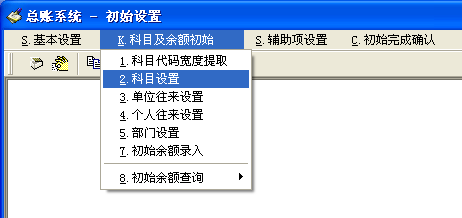 总账系统 - 初始设置
S.基本设置 K.科目及余额初始 S.辅助项设置 C.初始完成确认
1.科目代码宽度提取
2.科目设置
3.单位往来设置
4.个人往来设置
5.部门设置
7.初始余额录入
8.初始余额查询